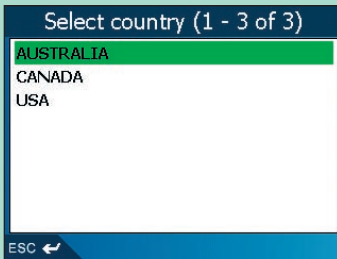 Select country (1 - 3 of 3)
AUSTRALIA
CANADA
USA
ESC